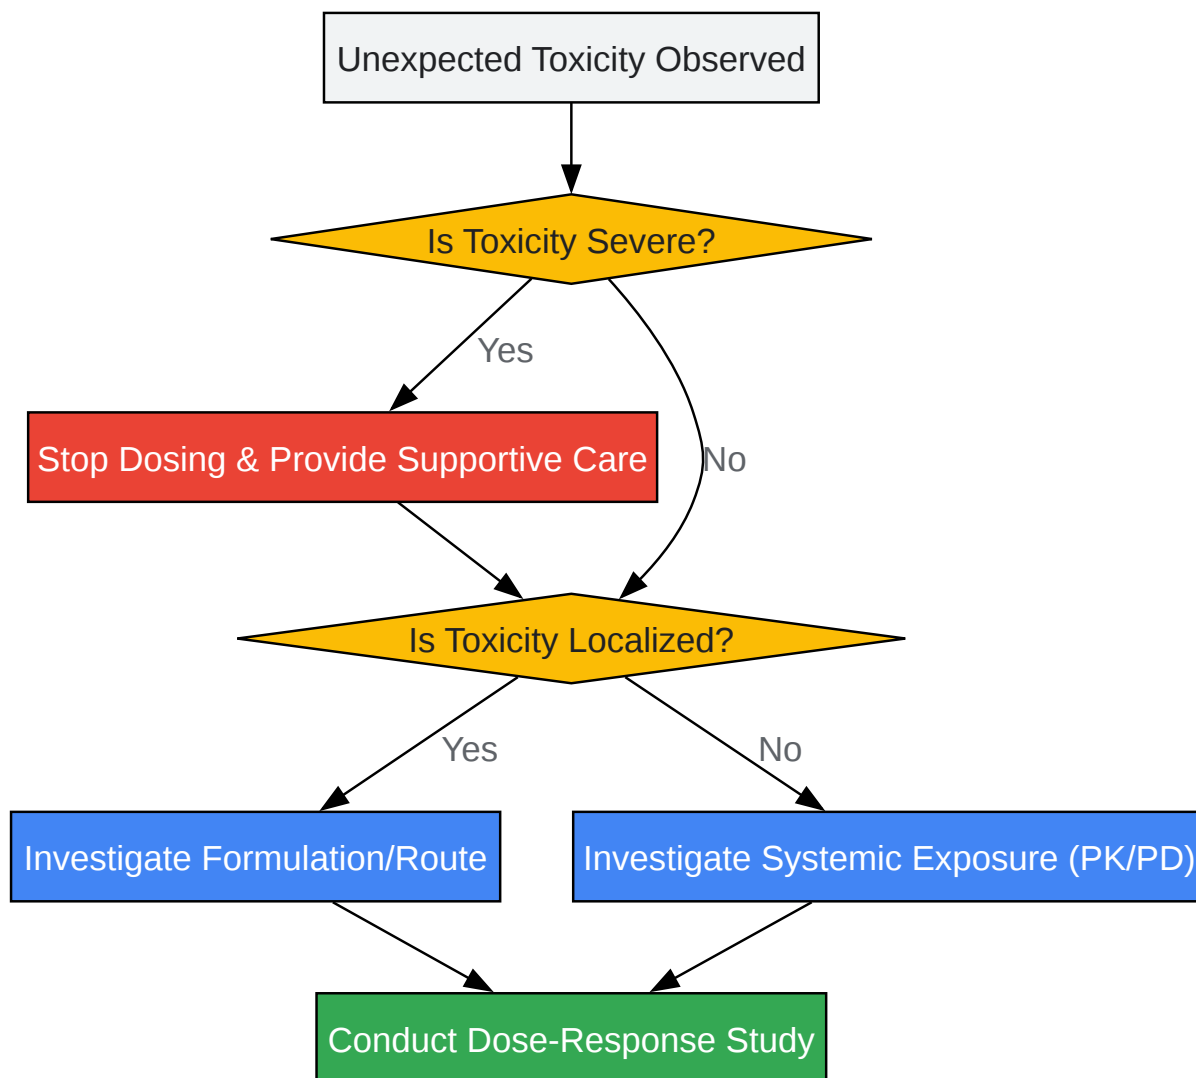 Unexpected Toxicity Observed
Is Toxicity Severe?
Yes
Stop Dosing & Provide Supportive Care
No
Is Toxicity Localized?
Yes
No
Investigate Formulation/Route
Investigate Systemic Exposure (PK/PD)
Conduct Dose-Response Study